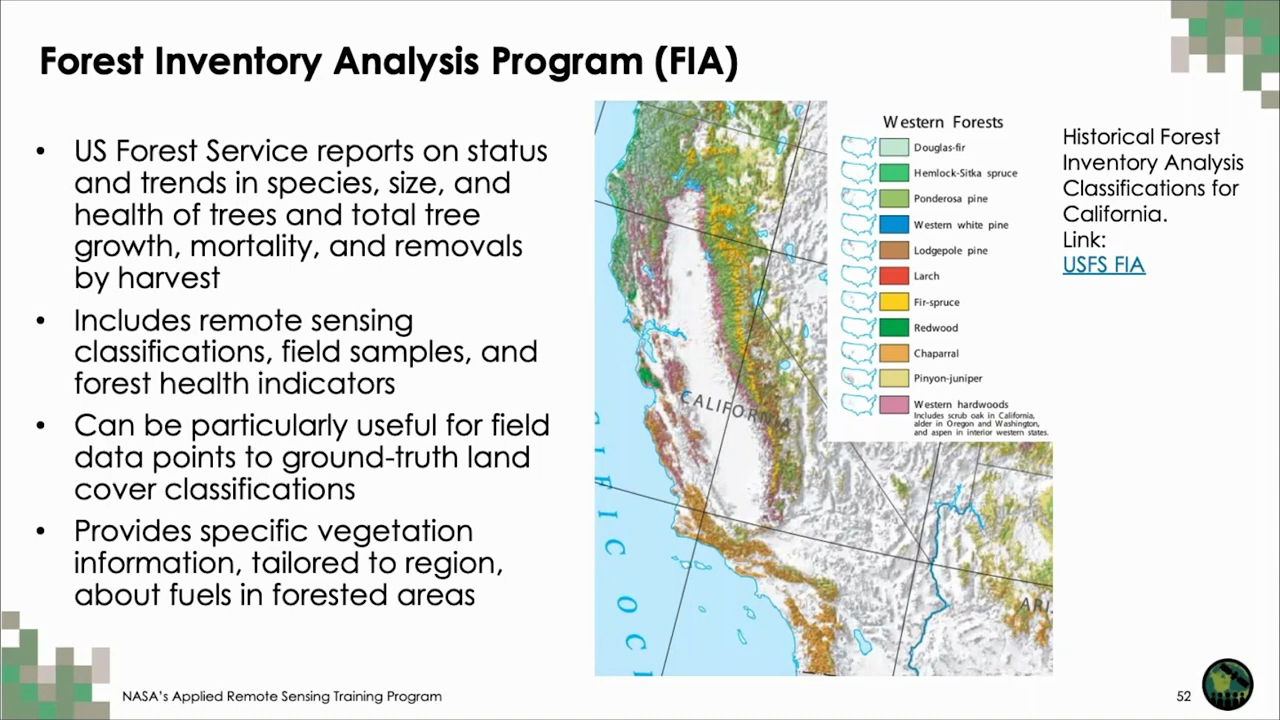 Forest Inventory Analysis Program (FIA)
• US Forest Service reports on status
and trends in species, size, and
health of trees and total tree
growth, mortality, and removals
by harvest
• Includes remote sensing
classifications, field samples, and
forest health indicators
• Can be particularly useful for field
data points to ground-truth land
cover classifications
• Provides specific vegetation
information, tailored to region,
about fuels in forested areas
Western Forests
Douglas-fir
Hemlock-Sitka spruce
Ponderosa pine
Western white pine
Lodgepole pine
Larch
Fir-spruce
Redwood
Chaparral
Pinyon-juniper
Western hardwoods
Includes scrub oak in California,
alder in Oregon and Washington,
and aspen in interior western states.
Historical Forest
Inventory Analysis
Classifications for
California.
Link:
USFS FIA
NASA's Applied Remote Sensing Training Program
52